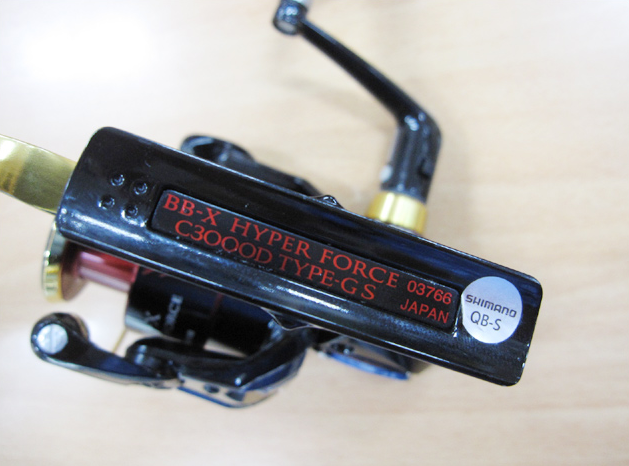 BB-X HYPER FORCE 03766
C3000D TYPE-G S JAPAN
SHIMANO
QB-S